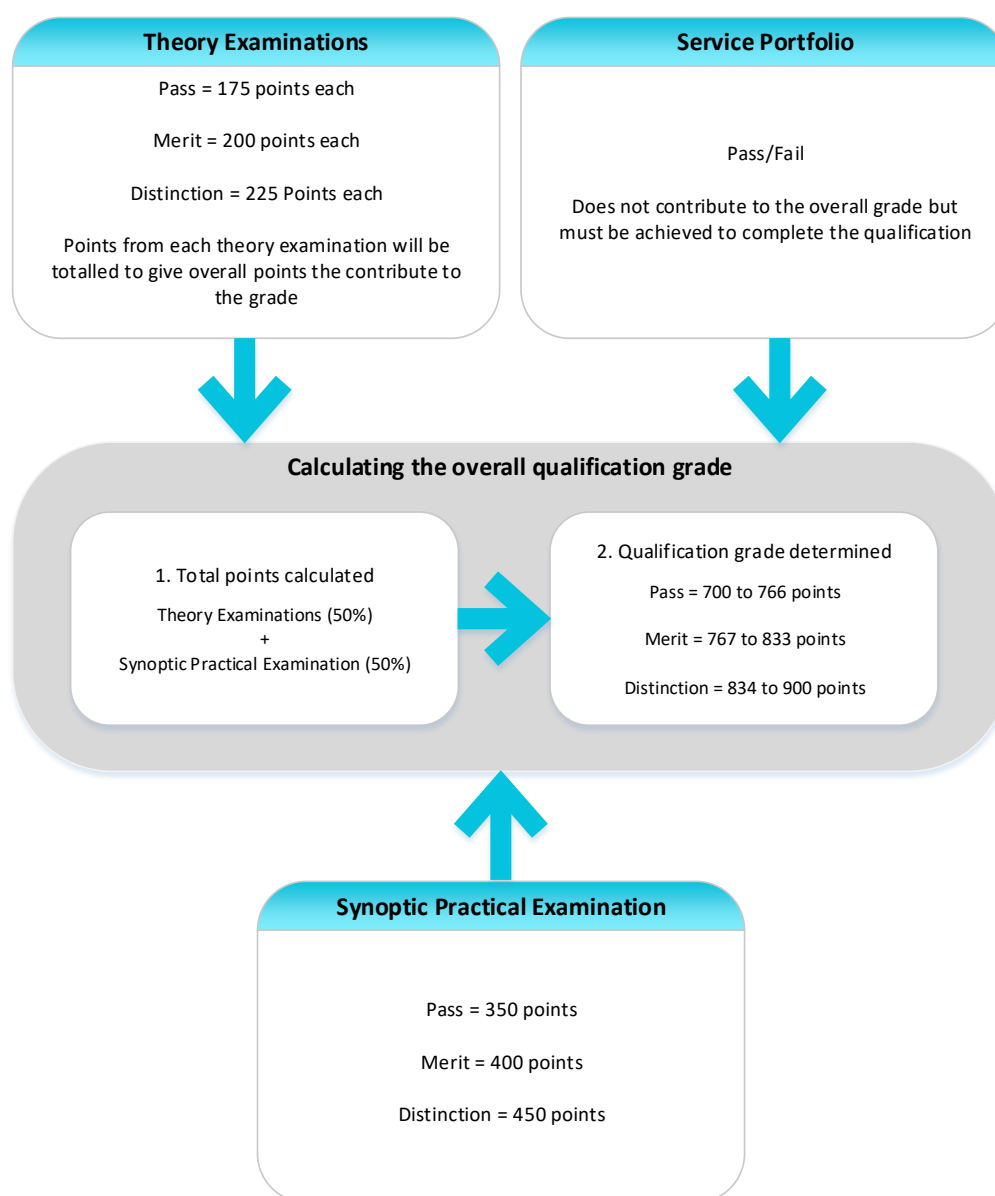 Theory Examinations
Pass = 175 points each
Merit = 200 points each
Distinction = 225 Points each
Points from each theory examination will be
totalled to give overall points the contribute to
the grade
Service Portfolio
Pass/Fail
Does not contribute to the overall grade but
must be achieved to complete the qualification
Calculating the overall qualification grade
1. Total points calculated
Theory Examinations (50%)
+
Synoptic Practical Examination (50%)
2. Qualification grade determined
Pass = 700 to 766 points
Merit = 767 to 833 points
Distinction = 834 to 900 points
Synoptic Practical Examination
Pass = 350 points
Merit = 400 points
Distinction = 450 points